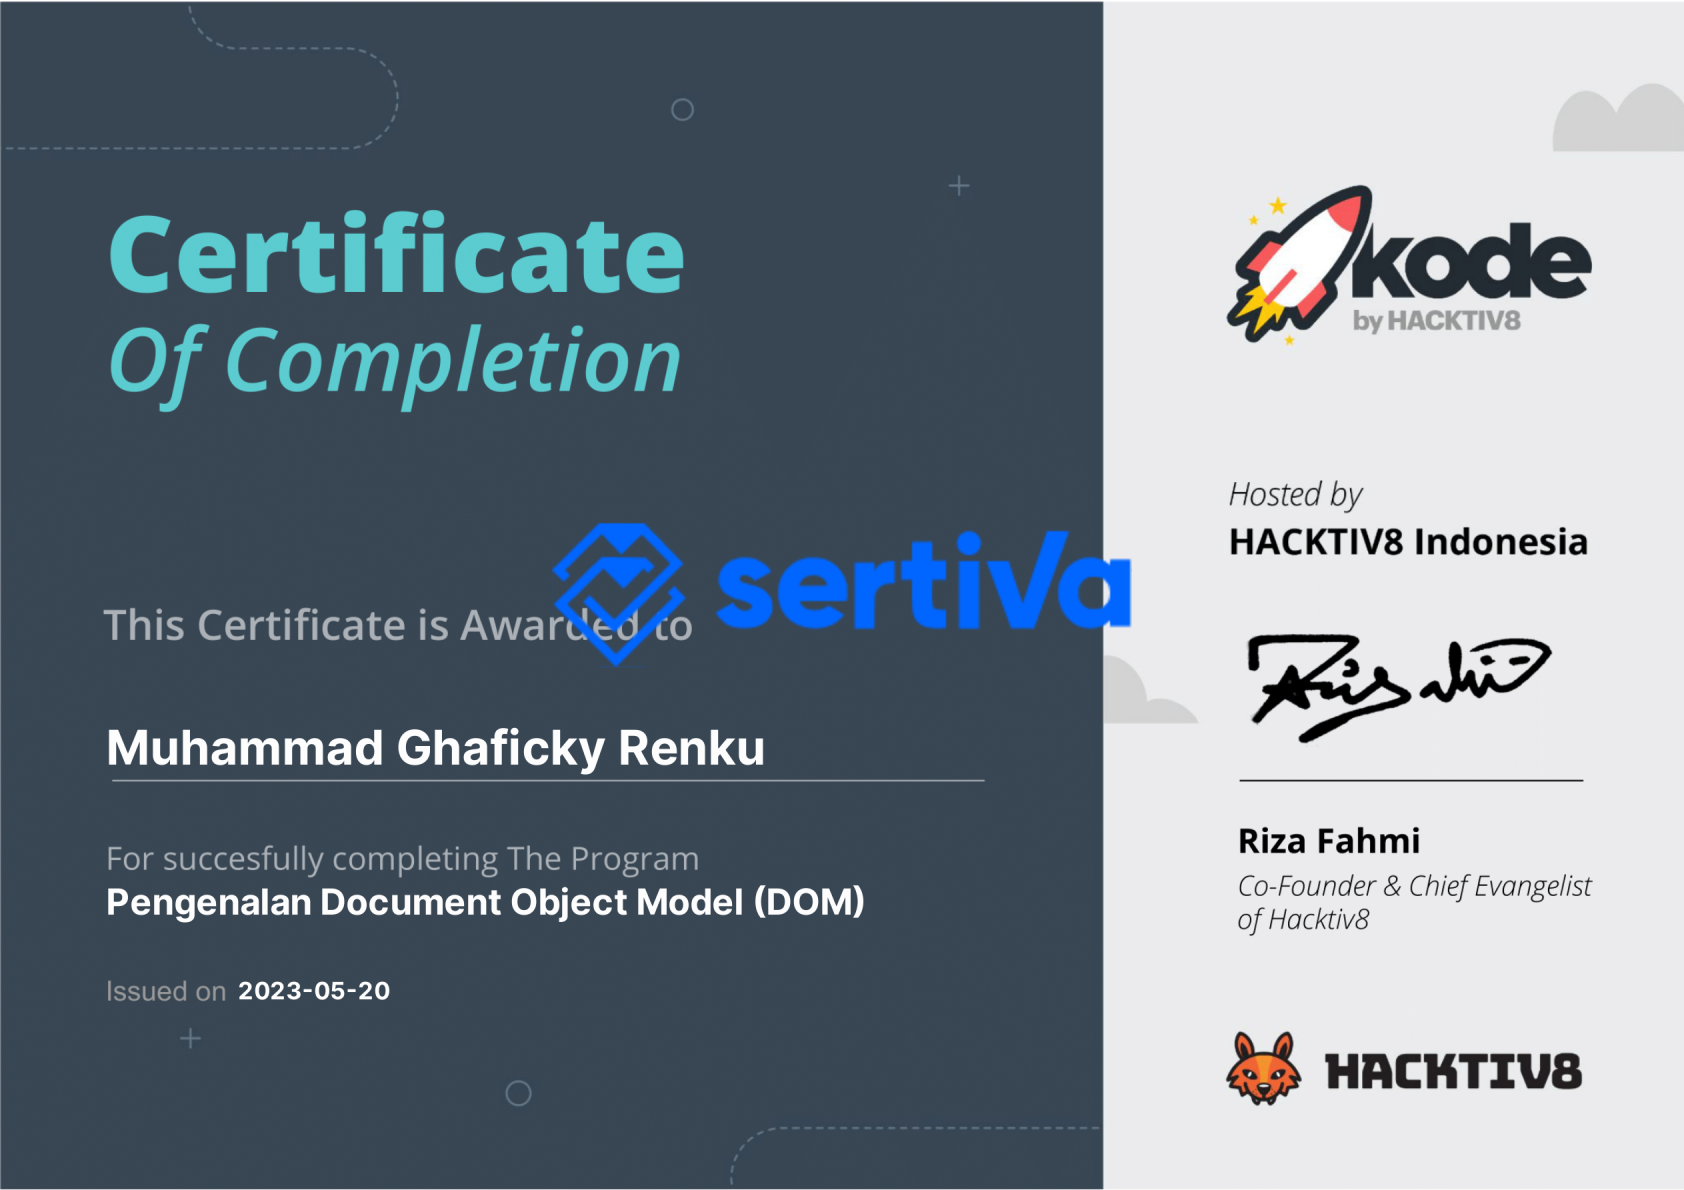 Certificate
Of Completion
This Certificate is Awarded to
Muhammad Ghaficky Renku
For succesfully completing The Program
Pengenalan Document Object Model (DOM)
Issued on 2023-05-20
sertiva
kode
by HACKTIV8
Hosted by
HACKTIV8 Indonesia
Riza Fahmi
Co-Founder & Chief Evangelist
of Hacktiv8
HACKTIV8